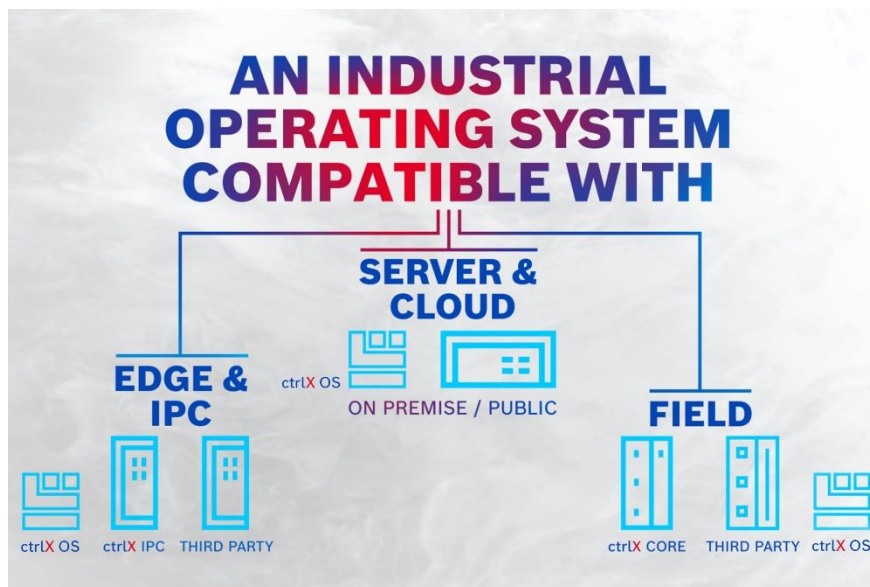 AN INDUSTRIAL
OPERATING SYSTEM
COMPATIBLE WITH
SERVER &
CLOUD
ctrlX OS
ON PREMISE / PUBLIC
EDGE &
IPC
ctrlX OS
ctrlX IPC
THIRD PARTY
FIELD
ctrlX CORE
THIRD PARTY
ctrlX OS